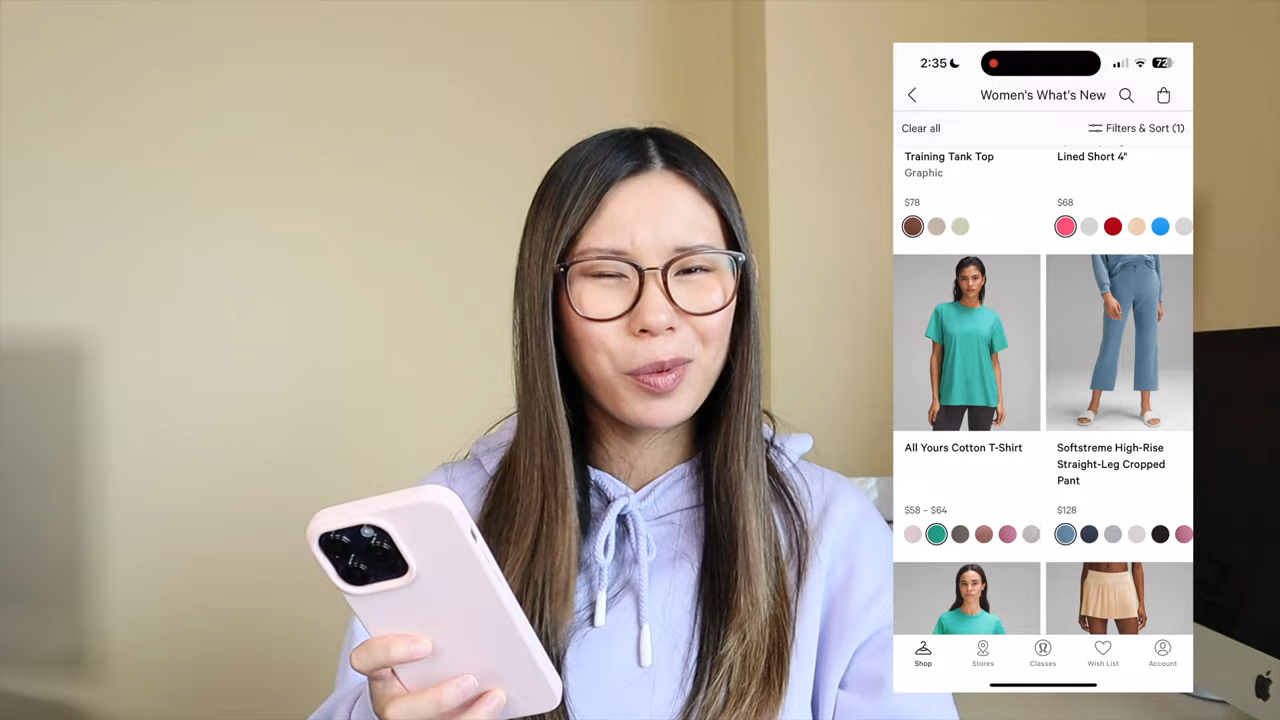 2:35
72
Women's What's New
Clear all
Filters & Sort (1)
Training Tank Top
Graphic
$78
Lined Short 4"
$68
All Yours Cotton T-Shirt
$58 – $64
Softstreme High-Rise
Straight-Leg Cropped
Pant
$128
Shop
Stores
Classes
Wish List
Account